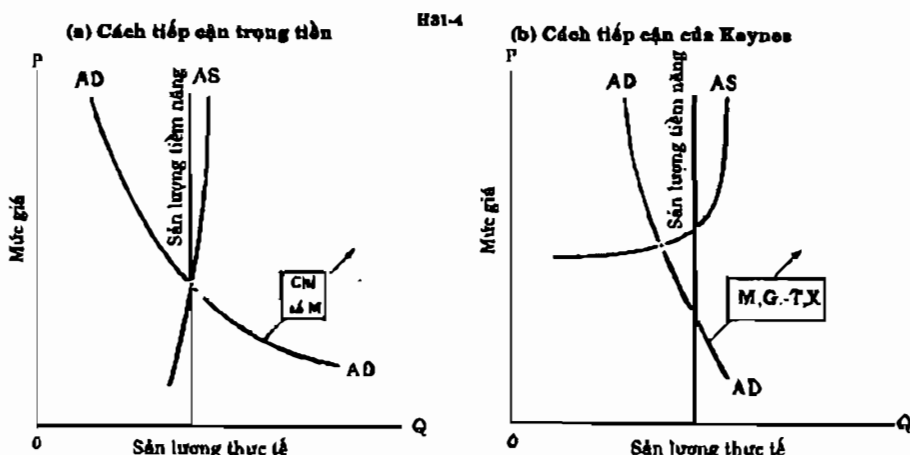 H31-4
(a) Cách tiếp cận trọng tiền
P
AD
AS
Sản lượng tiềm năng
Mức giá
Chỉ
số M
AD
0
Q
Sản lượng thực tế
(b) Cách tiếp cận của Keynes
P
AD
AS
Sản lượng tiềm năng
Mức giá
M,G.-T,X
AD
0
Q
Sản lượng thực tế